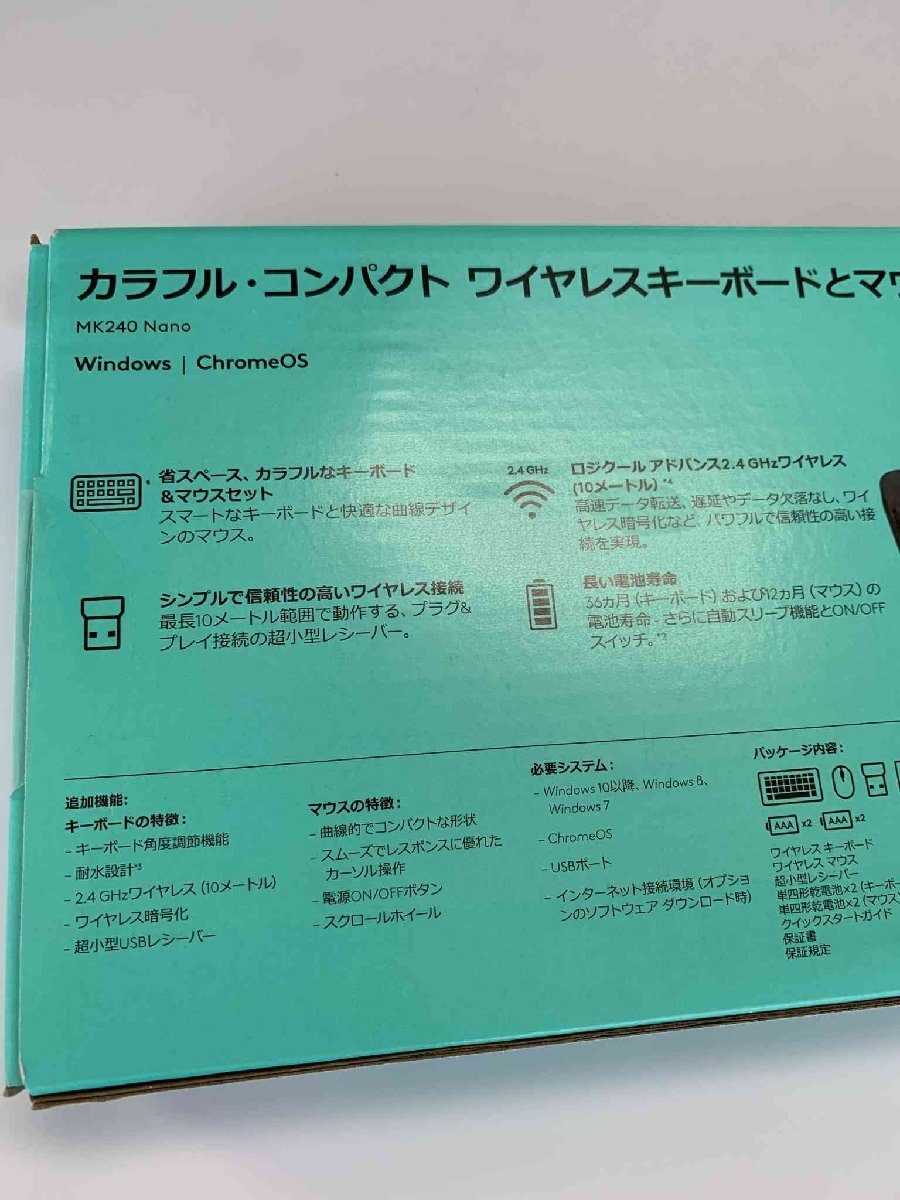 カラフル・コンパクト ワイヤレスキーボードとマ
MK240 Nano
Windows | ChromeOS
省スペース、カラフルなキーボード
&マウスセット
スマートなキーボードと快適な曲線デザイ
ンのマウス。
シンプルで信頼性の高いワイヤレス接続
最長10メートル範囲で動作する、プラグ&
プレイ接続の超小型レシーバー。
2.4 GHz
ロジクール アドバンス2.4 GHzワイヤレス
(10メートル) *4
高速データ転送、遅延やデータ欠落なし、ワイ
ヤレス暗号化など、パワフルで信頼性の高い接
続を実現。
長い電池寿命
36カ月 (キーボード) および12カ月 (マウス) の
電池寿命 - さらに自動スリープ機能とON/OFF
スイッチ。*2
追加機能:
キーボードの特徴:
- キーボード角度調節機能
- 耐水設計*3
- 2.4 GHzワイヤレス (10メートル)
- ワイヤレス暗号化
- 超小型USBレシーバー
マウスの特徴:
- 曲線的でコンパクトな形状
- スムーズでレスポンスに優れた
カーソル操作
- 電源ON/OFFボタン
- スクロールホイール
必要システム:
- Windows 10以降、Windows 8、
Windows 7
- ChromeOS
- USBポート
- インターネット接続環境 (オプショ
ンのソフトウェア ダウンロード時)
パッケージ内容:
AAA x2 AAA x2
ワイヤレス キーボード
ワイヤレス マウス
超小型レシーバー
単四形乾電池×2 (キーボー
単四形乾電池×2 (マウス)
クイックスタートガイド
保証書
保証規定